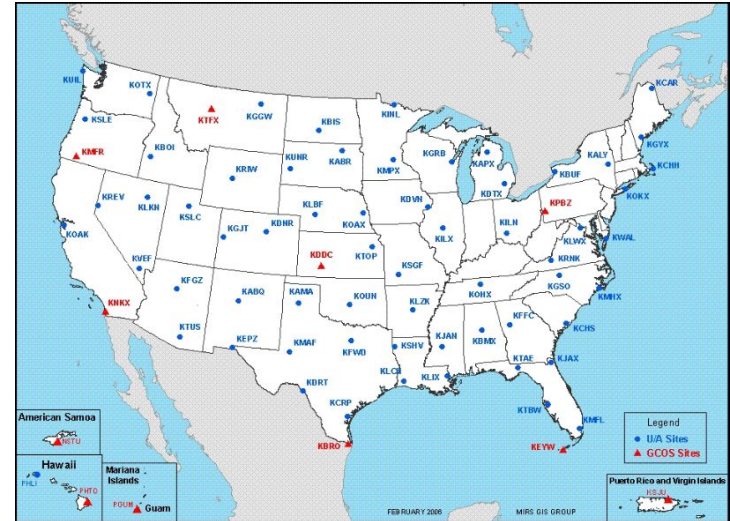 KUIL
KOTX
KTFX
KGGW
KBIS
KINL
KCAR
KSLE
KMFR
KBOI
KUNR
KABR
KMPX
KGRB
KAPX
KBUF
KALY
KGYX
KCHH
KRIW
KDTX
KOKX
KREV
KLKN
KSLC
KLBF
KOAX
KDVN
KPBZ
KOAK
KGJT
KDNR
KILX
KILN
KLWX
KWAL
KVEF
KDDC
KTOP
KSGF
KRNK
KFGZ
KOHX
KGSO
KMHX
KNKX
KABQ
KAMA
KOUN
KLZK
KFFC
KTUS
KEPZ
KMAF
KFWD
KSHV
KJAN
KBMX
KCHS
KDRT
KLCH
KLIX
KTAE
KJAX
KCRP
KTBW
KMFL
KBRO
KEYW
Legend
U/A Sites
GCOS Sites
American Samoa
NSTU
Hawaii
PHLI
PHTO
Mariana
Islands
PGUM
Guam
Puerto Rico and Virgin Islands
KSJU
FEBRUARY 2006
MIRS GIS GROUP